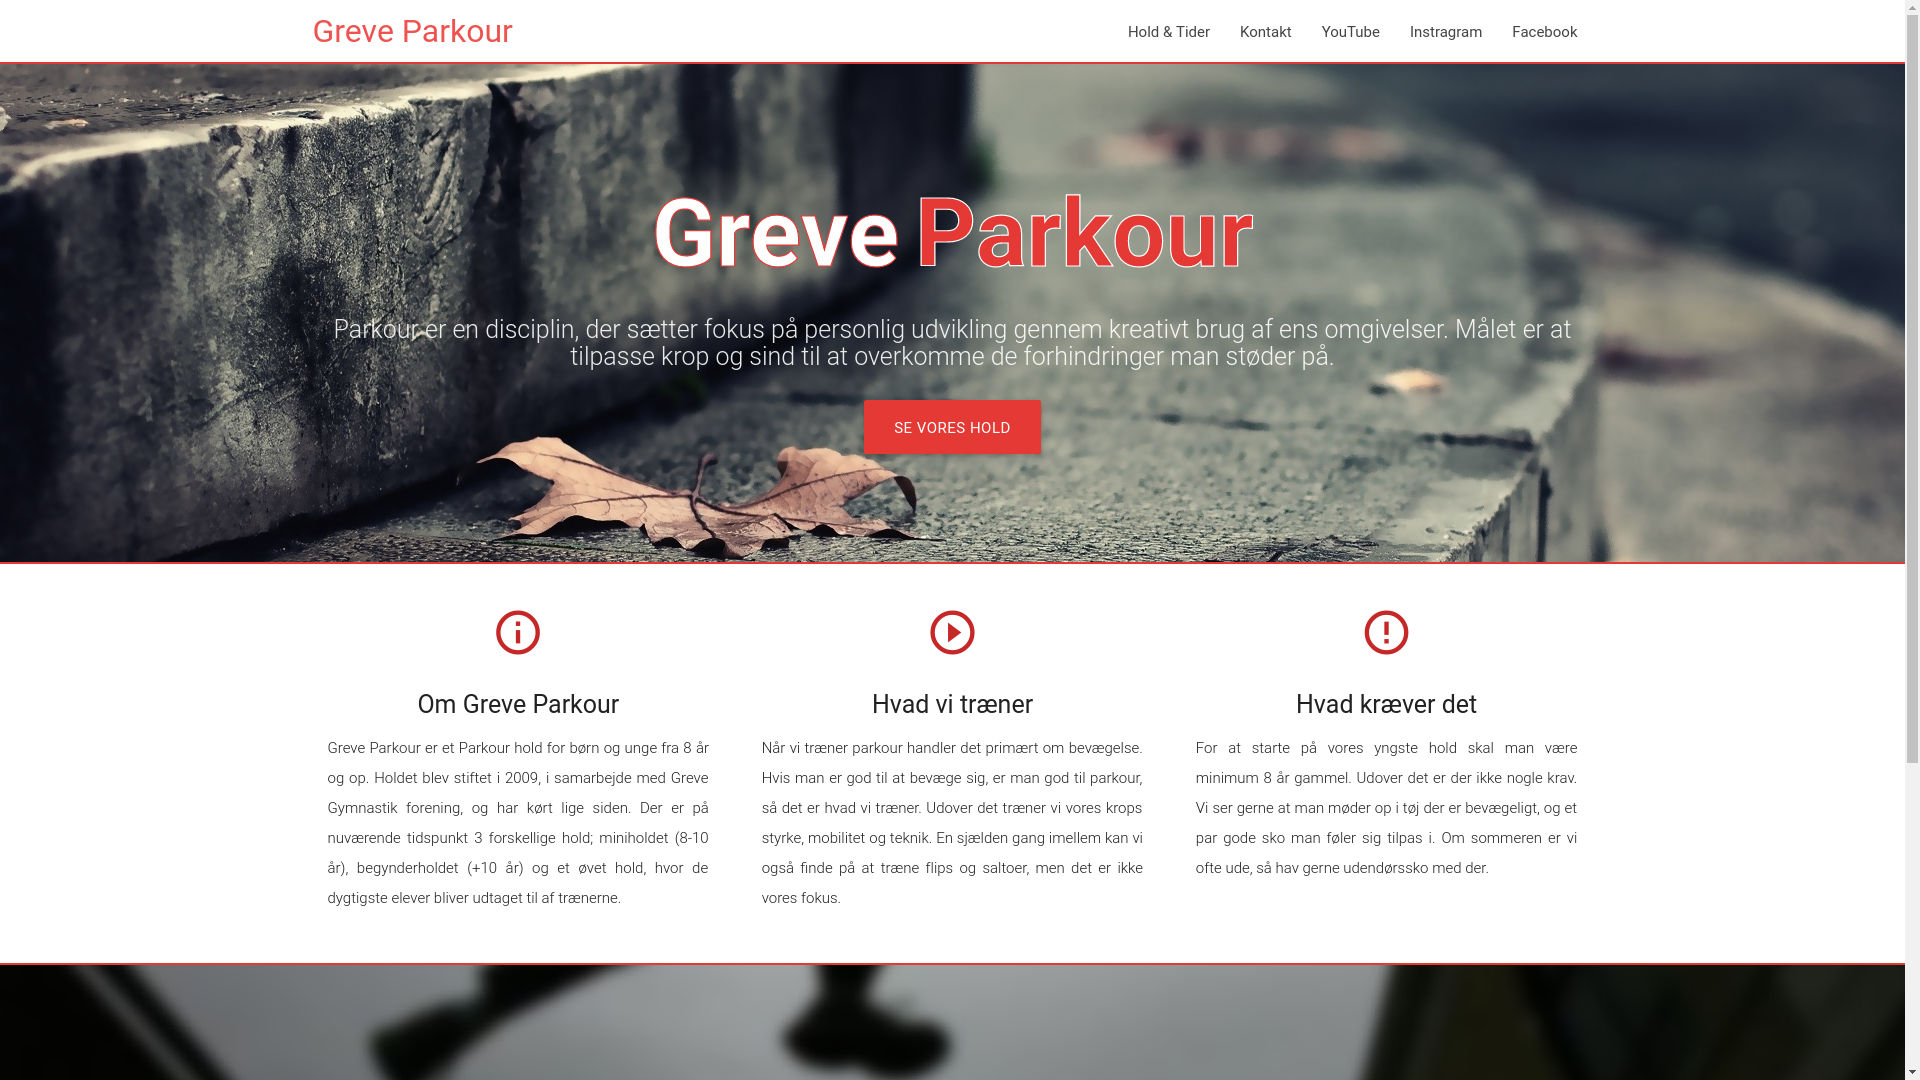 Greve Parkour
Hold & Tider
Kontakt
YouTube
Instragram
Facebook
Greve Parkour
Parkour er en disciplin, der sætter fokus på personlig udvikling gennem kreativt brug af ens omgivelser. Målet er at
tilpasse krop og sind til at overkomme de forhindringer man støder på.
SE VORES HOLD
Om Greve Parkour
Greve Parkour er et Parkour hold for børn og unge fra 8 år
og op. Holdet blev stiftet i 2009, i samarbejde med Greve
Gymnastik forening, og har kørt lige siden. Der er på
nuværende tidspunkt 3 forskellige hold; miniholdet (8-10
år), begynderholdet (+10 år) og et øvet hold, hvor de
dygtigste elever bliver udtaget til af trænerne.
Hvad vi træner
Når vi træner parkour handler det primært om bevægelse.
Hvis man er god til at bevæge sig, er man god til parkour,
så det er hvad vi træner. Udover det træner vi vores krops
styrke, mobilitet og teknik. En sjælden gang imellem kan vi
også finde på at træne flips og saltoer, men det er ikke
vores fokus.
Hvad kræver det
For at starte på vores yngste hold skal man være
minimum 8 år gammel. Udover det er der ikke nogle krav.
Vi ser gerne at man møder op i tøj der er bevægeligt, og et
par gode sko man føler sig tilpas i. Om sommeren er vi
ofte ude, så hav gerne udendørssko med der.